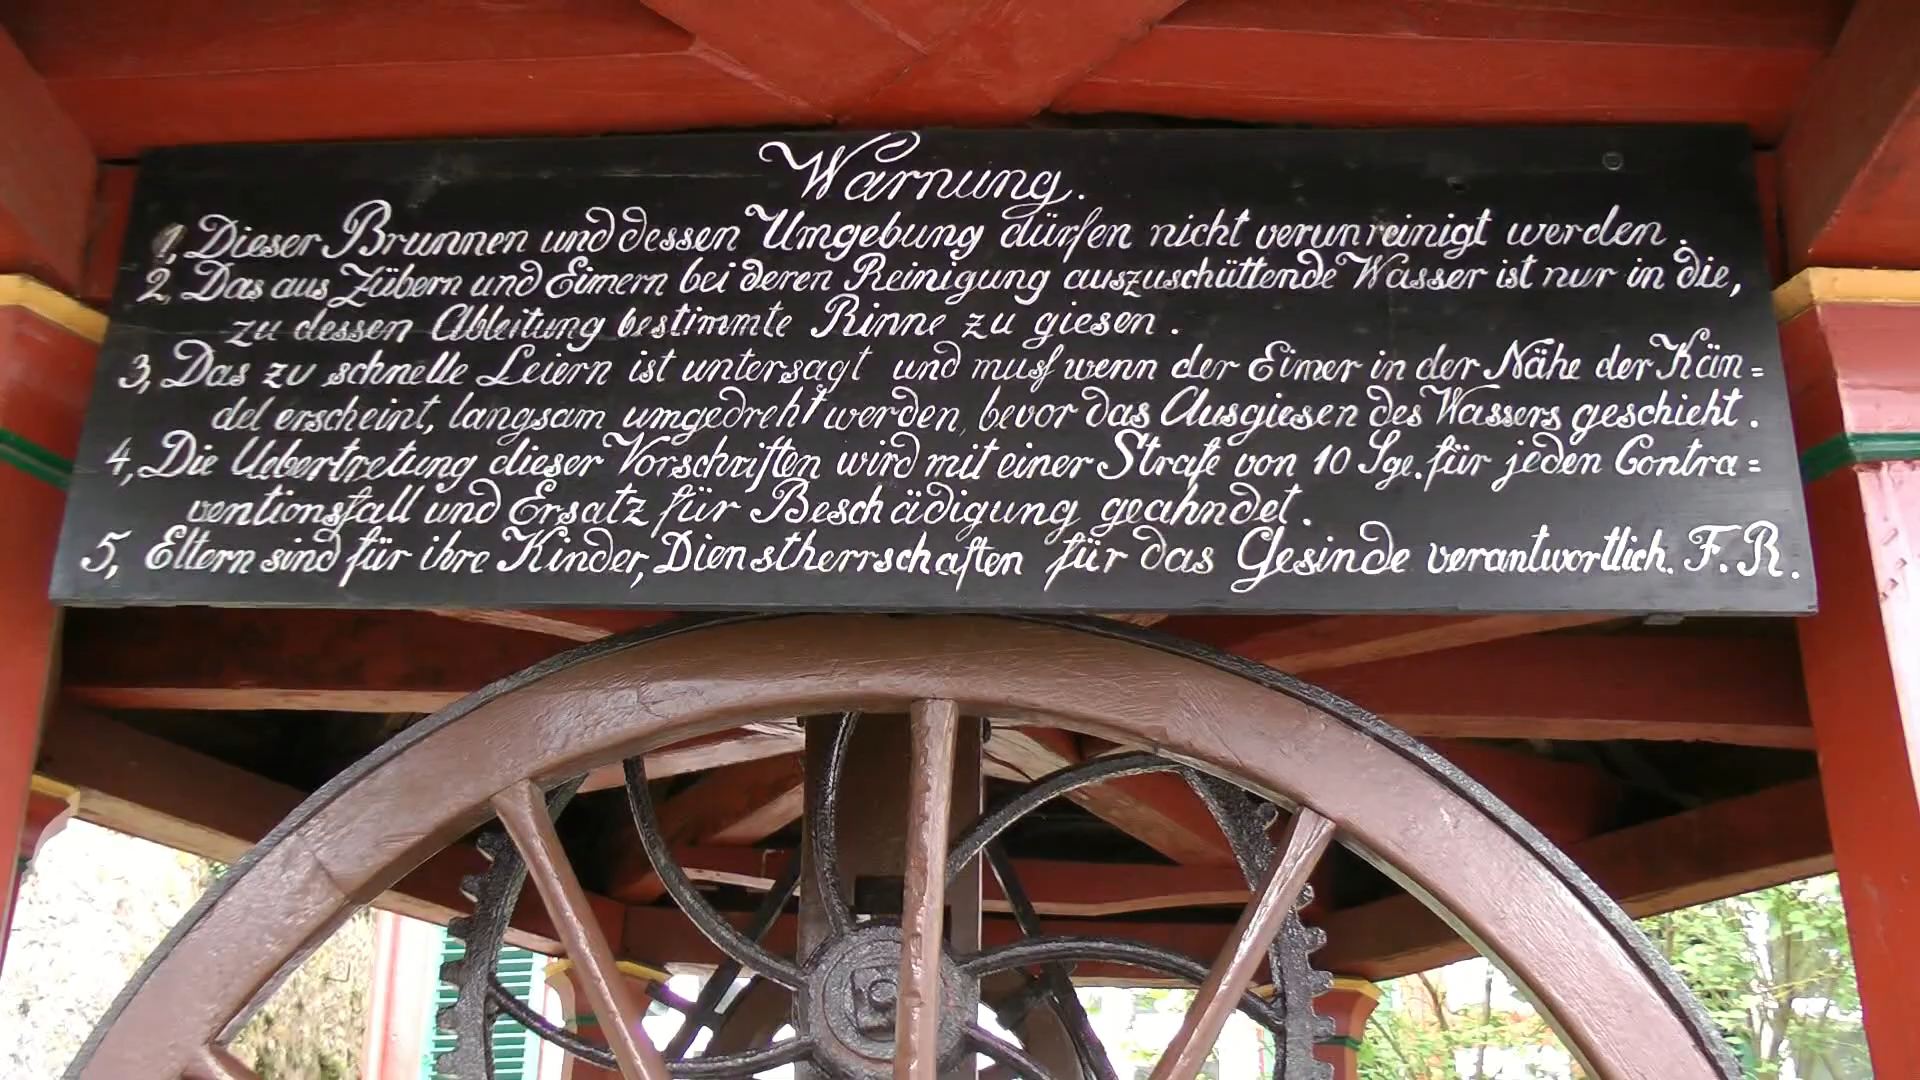 Warnung.
1, Dieser Brunnen und dessen Umgebung dürfen nicht verunreinigt werden.
2, Das aus Zübern und Eimern bei deren Reinigung auszuschüttende Wasser ist nur in die,
zu dessen Ableitung bestimmte Rinne zu giesen.
3, Das zu schnelle Leiern ist untersagt und muß wenn der Eimer in der Nähe der Kän=
del erscheint, langsam umgedreht werden, bevor das Ausgiesen des Wassers geschieht.
4, Die Uebertretung dieser Vorschriften wird mit einer Strafe von 10 Sge. für jeden Contra=
ventionsfall und Ersatz für Beschädigung geahndet.
5, Eltern sind für ihre Kinder, Dienstherrschaften für das Gesinde verantwortlich. F. R.